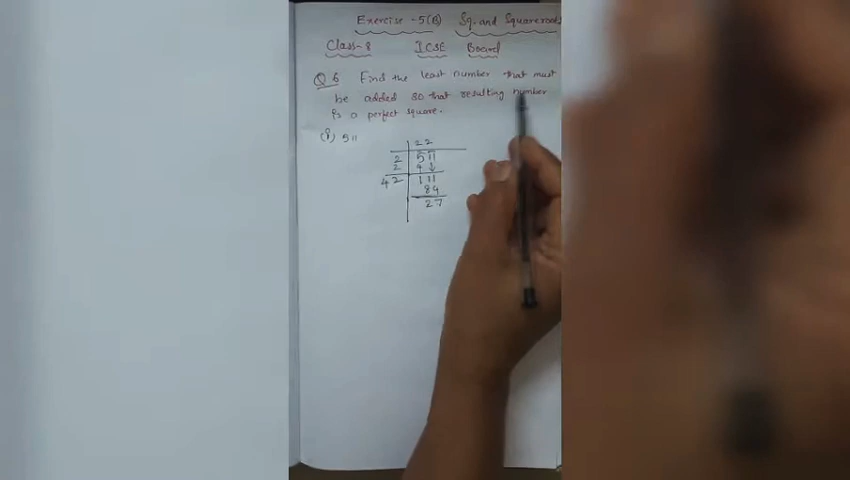 Exercise - 5(B) Sq. and Squareroots
Class-8 ICSE Board
Q6 Find the least number that must
be added so that resulting number
is a perfect square.
(i) 511
22
2 511
2 4 ↓
42 111
84
27